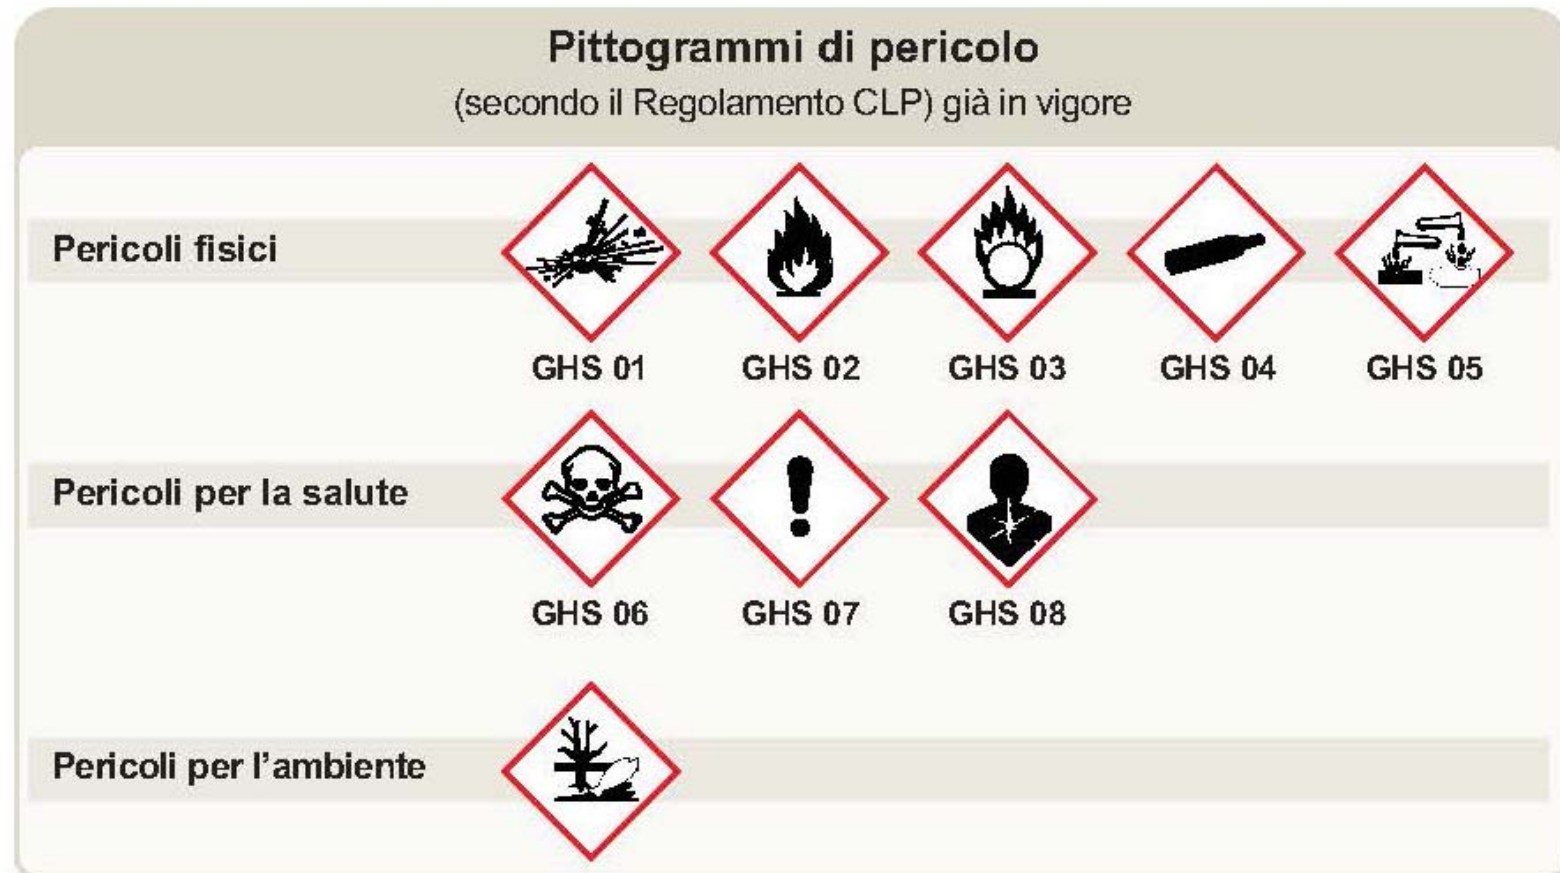 Pittogrammi di pericolo
(secondo il Regolamento CLP) già in vigore
Pericoli fisici
GHS 01 GHS 02 GHS 03 GHS 04 GHS 05
Pericoli per la salute
GHS 06 GHS 07 GHS 08
Pericoli per l’ambiente